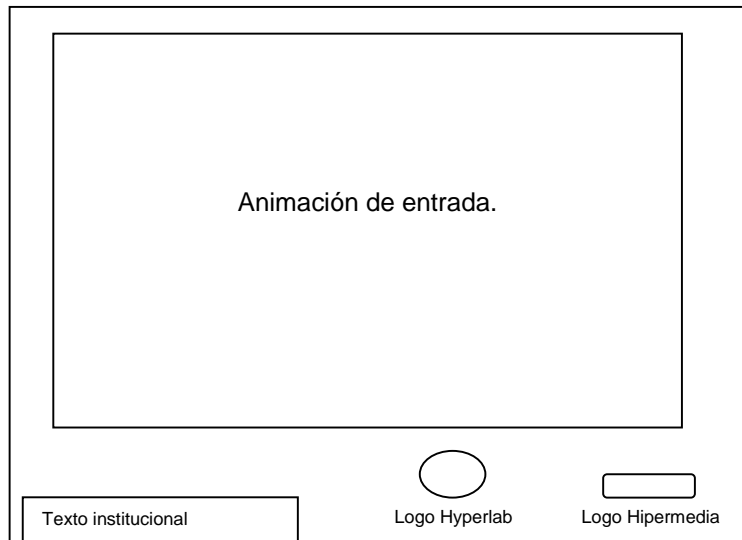 Animación de entrada.
Texto institucional
Logo Hyperlab
Logo Hipermedia